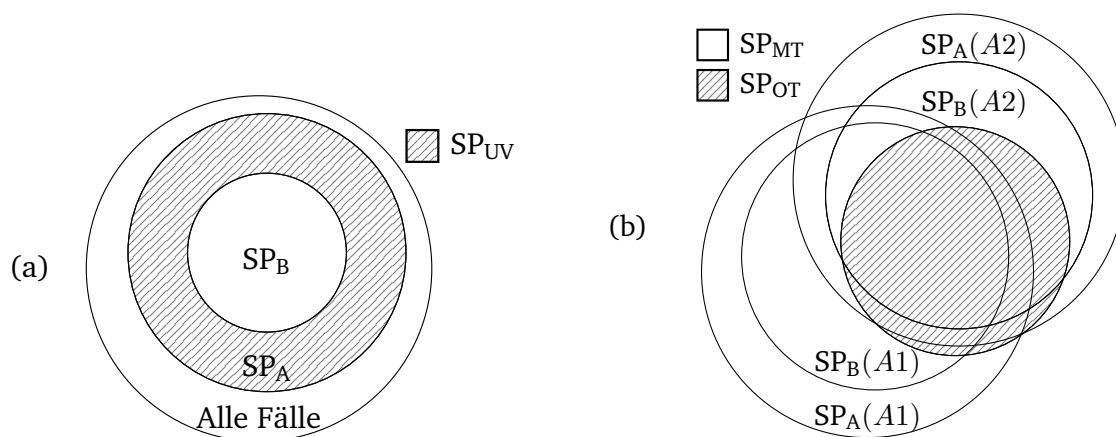 (a)
SP_UV
SP_B
SP_A
Alle Fälle
(b)
SP_MT
SP_OT
SP_A(A2)
SP_B(A2)
SP_B(A1)
SP_A(A1)